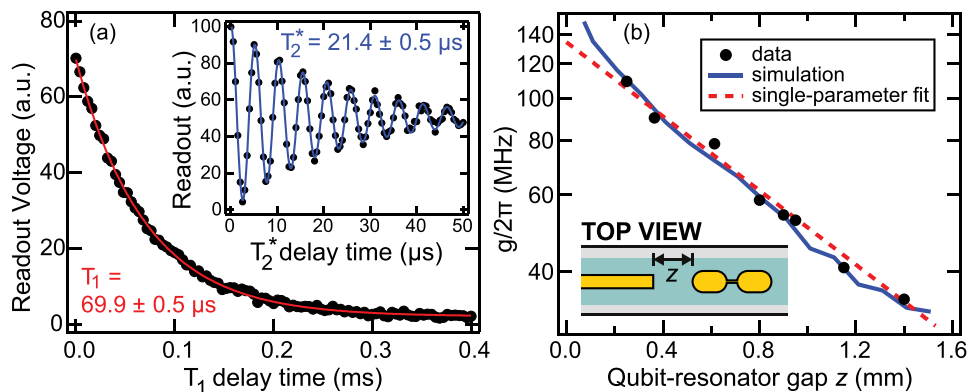 (a)
T₂* = 21.4 ± 0.5 µs
Readout (a.u.)
100
80
60
40
20
0
0 10 20 30 40 50
T₂* delay time (µs)
Readout Voltage (a.u.)
80
60
40
20
0
T₁ =
69.9 ± 0.5 µs
0.0 0.1 0.2 0.3 0.4
T₁ delay time (ms)
(b)
data
simulation
single-parameter fit
g/2π (MHz)
140
120
100
80
60
40
TOP VIEW
z
0.0 0.4 0.8 1.2 1.6
Qubit-resonator gap z (mm)